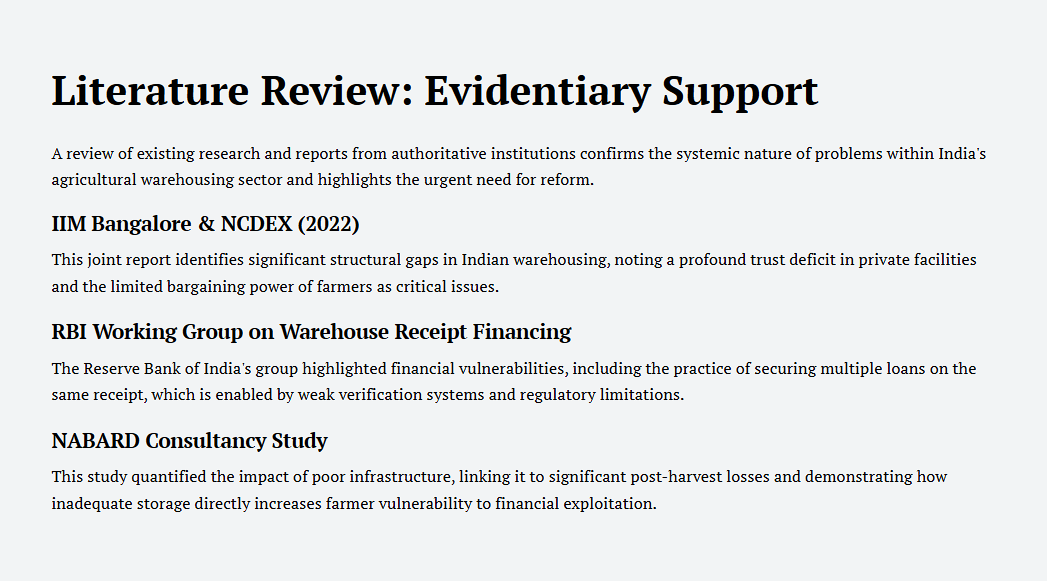 Literature Review: Evidentiary Support
A review of existing research and reports from authoritative institutions confirms the systemic nature of problems within India's
agricultural warehousing sector and highlights the urgent need for reform.
IIM Bangalore & NCDEX (2022)
This joint report identifies significant structural gaps in Indian warehousing, noting a profound trust deficit in private facilities
and the limited bargaining power of farmers as critical issues.
RBI Working Group on Warehouse Receipt Financing
The Reserve Bank of India's group highlighted financial vulnerabilities, including the practice of securing multiple loans on the
same receipt, which is enabled by weak verification systems and regulatory limitations.
NABARD Consultancy Study
This study quantified the impact of poor infrastructure, linking it to significant post-harvest losses and demonstrating how
inadequate storage directly increases farmer vulnerability to financial exploitation.